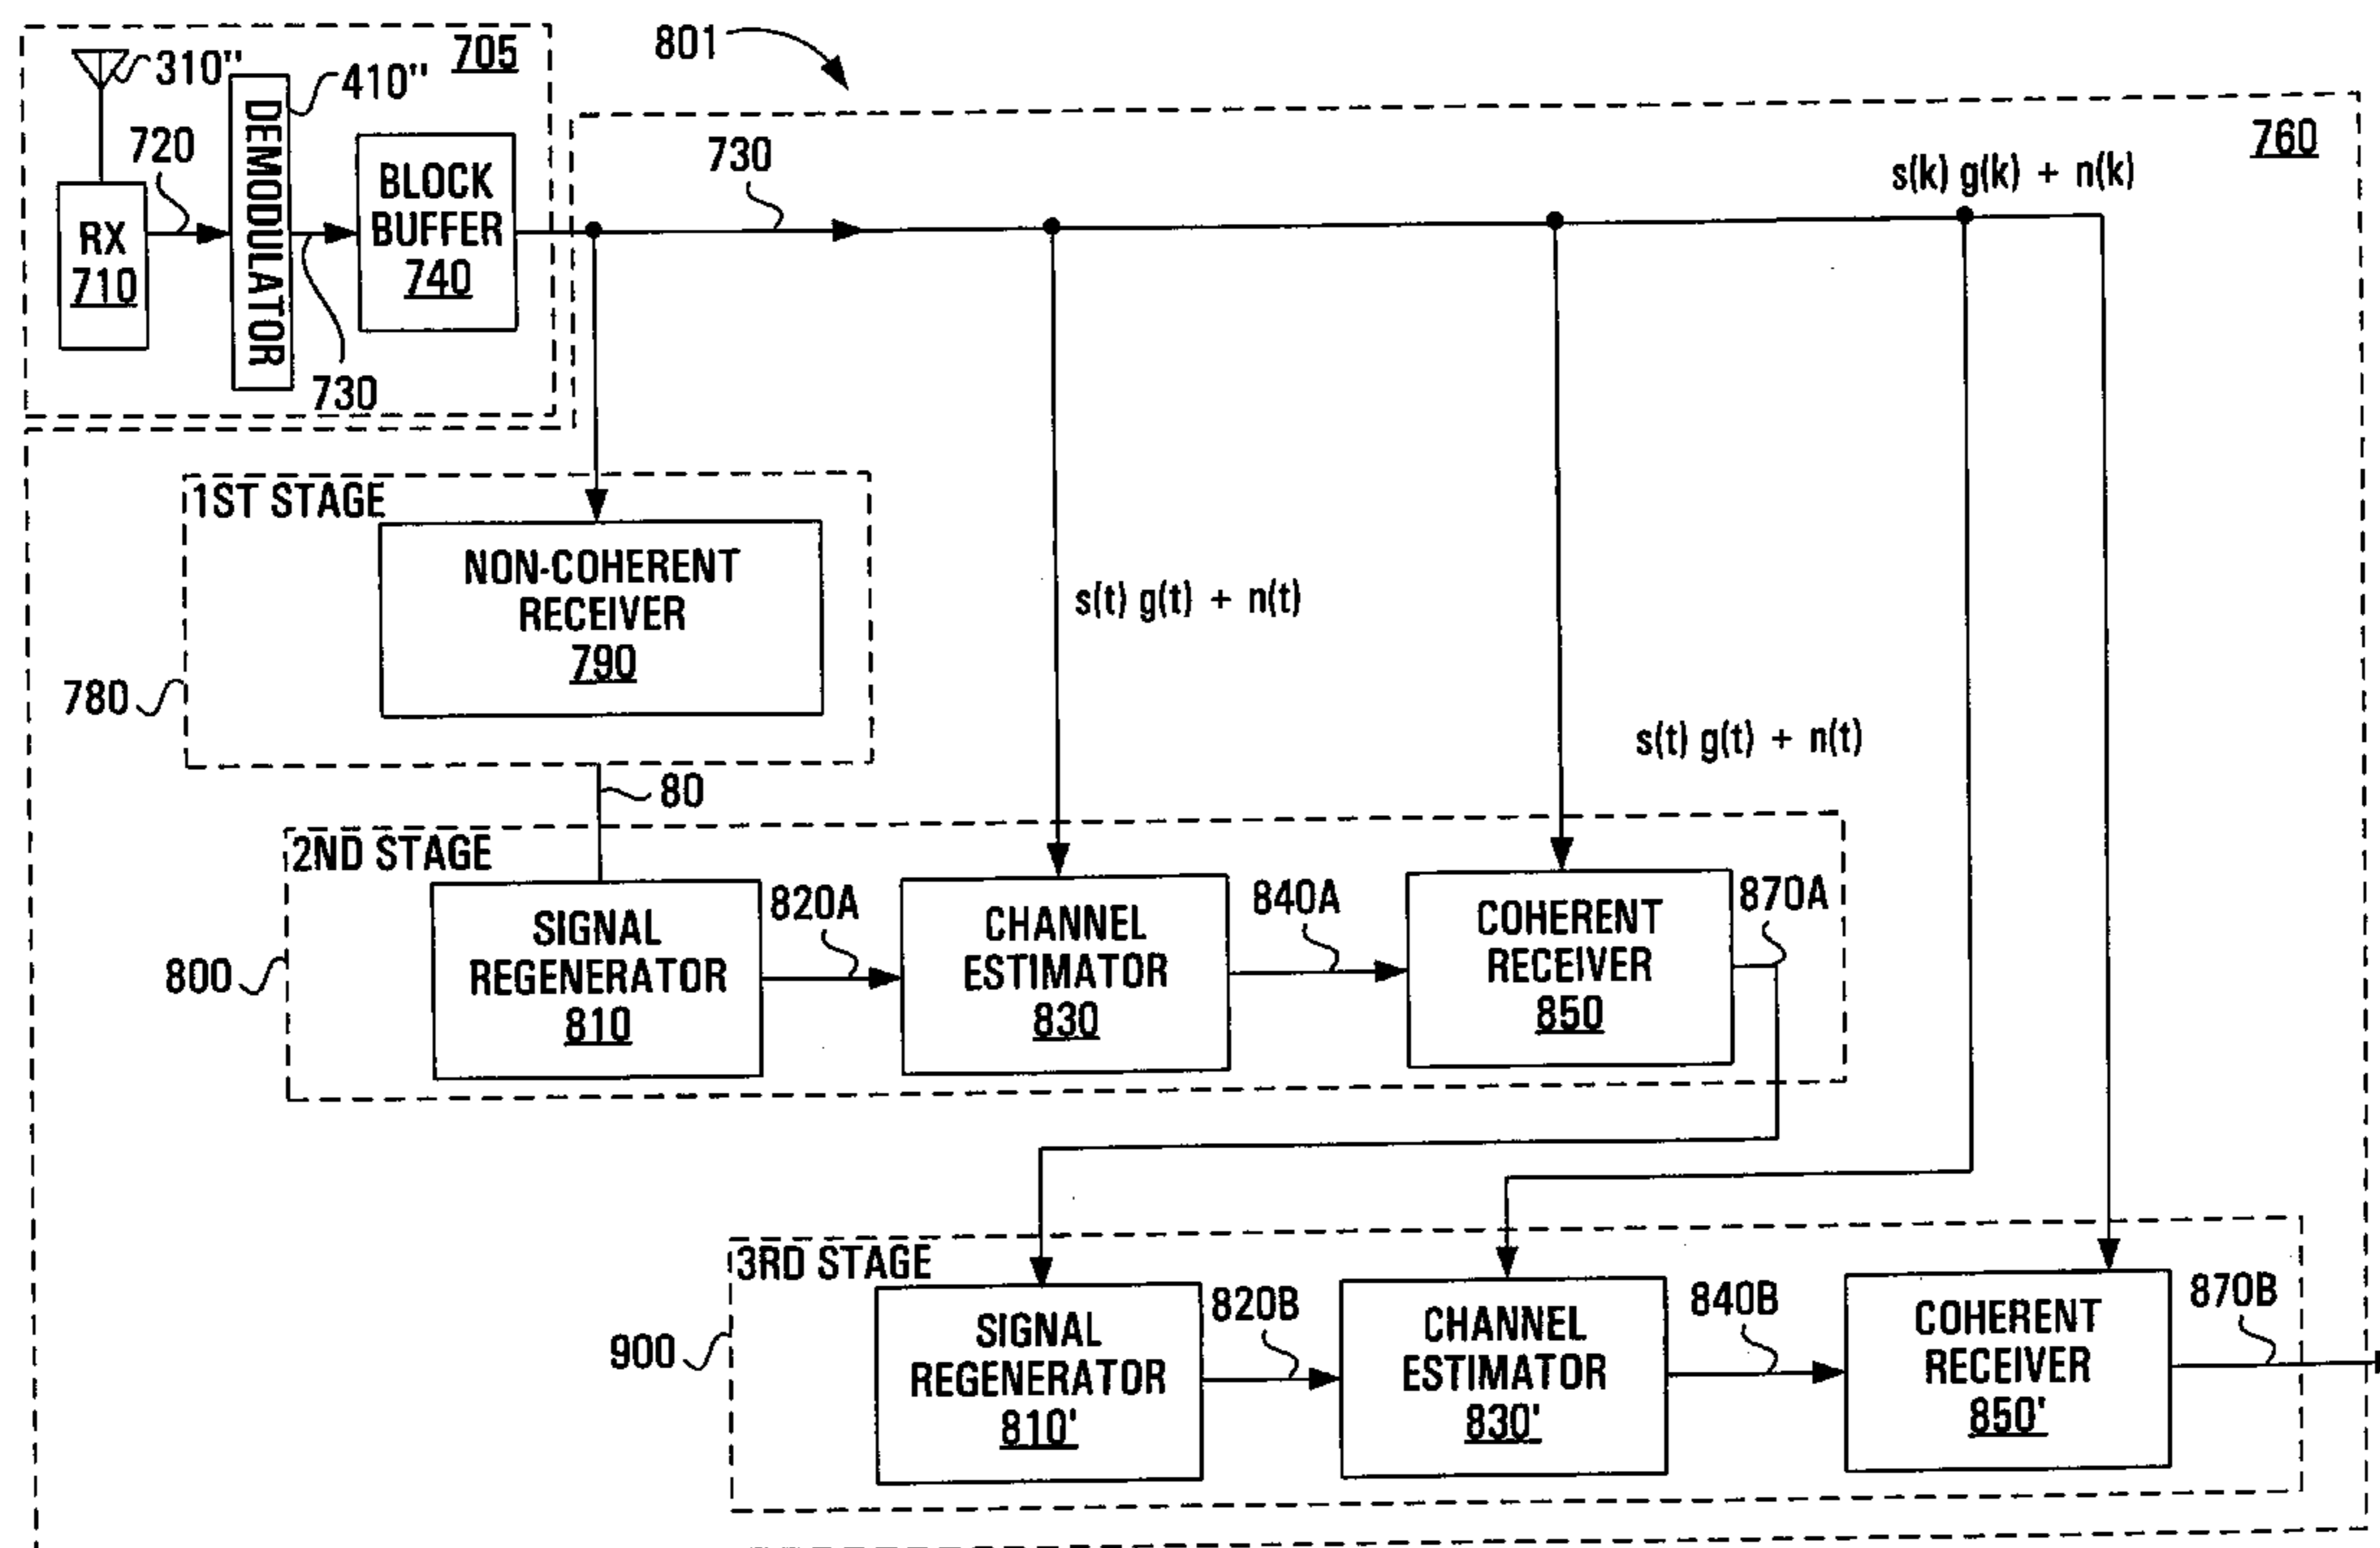 801
705
310"
410"
720
DEMODULATOR
RX
710
BLOCK
BUFFER
740
730
730
760
s(k) g(k) + n(k)
1ST STAGE
NON-COHERENT
RECEIVER
790
780
s(t) g(t) + n(t)
s(t) g(t) + n(t)
80
2ND STAGE
800
SIGNAL
REGENERATOR
810
820A
CHANNEL
ESTIMATOR
830
840A
COHERENT
RECEIVER
850
870A
3RD STAGE
900
SIGNAL
REGENERATOR
810'
820B
CHANNEL
ESTIMATOR
830'
840B
COHERENT
RECEIVER
850'
870B